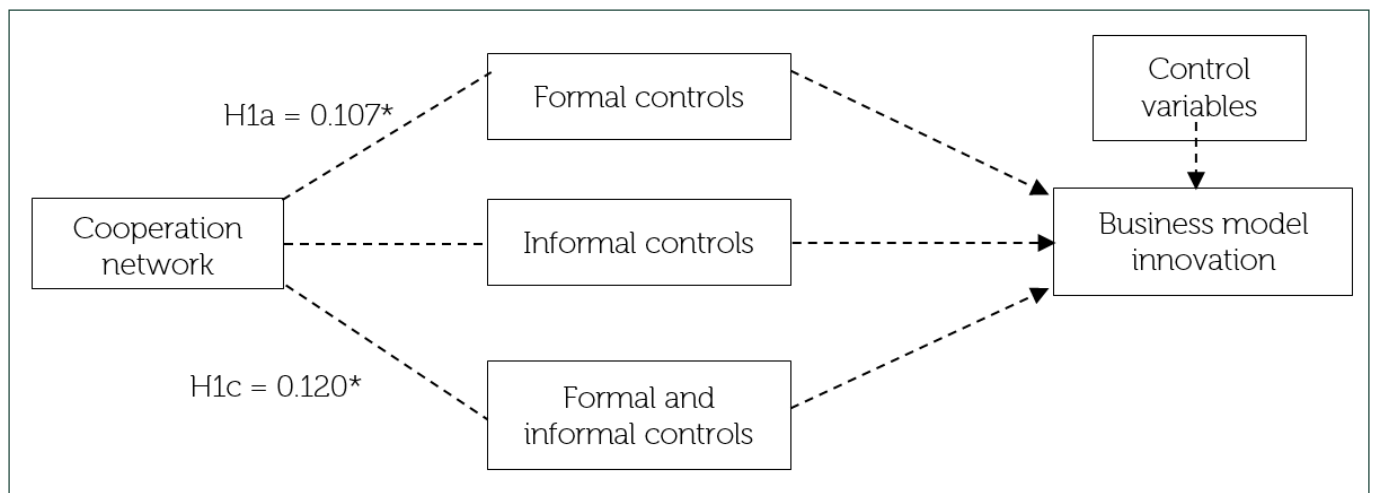 H1a = 0.107*
Formal controls
Control
variables
Cooperation
network
Informal controls
Business model
innovation
H1c = 0.120*
Formal and
informal controls